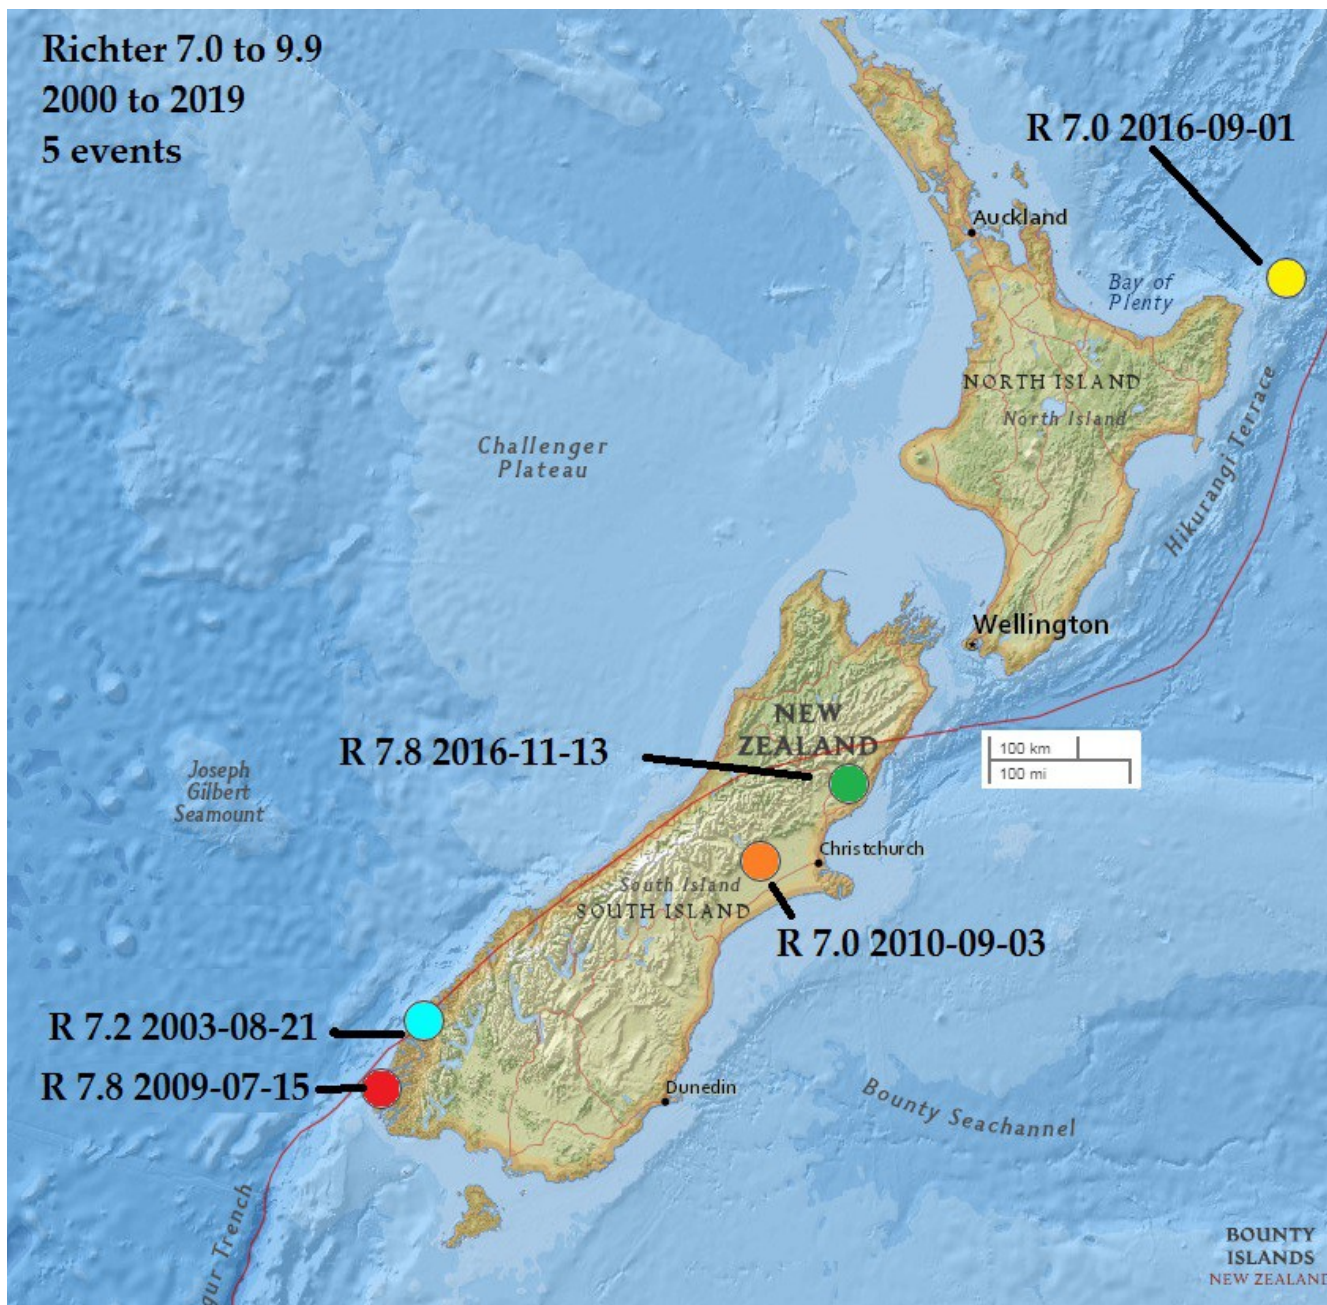 Richter 7.0 to 9.9
2000 to 2019
5 events
R 7.0 2016-09-01
Auckland
Bay of
Plenty
NORTH ISLAND
North Island
Hikurangi Terrace
Challenger
Plateau
Wellington
NEW
ZEALAND
R 7.8 2016-11-13
100 km
100 mi
Joseph
Gilbert
Seamount
Christchurch
South Island
SOUTH ISLAND
R 7.0 2010-09-03
R 7.2 2003-08-21
R 7.8 2009-07-15
Dunedin
Bounty Seachannel
gur Trench
BOUNTY
ISLANDS
NEW ZEALAND